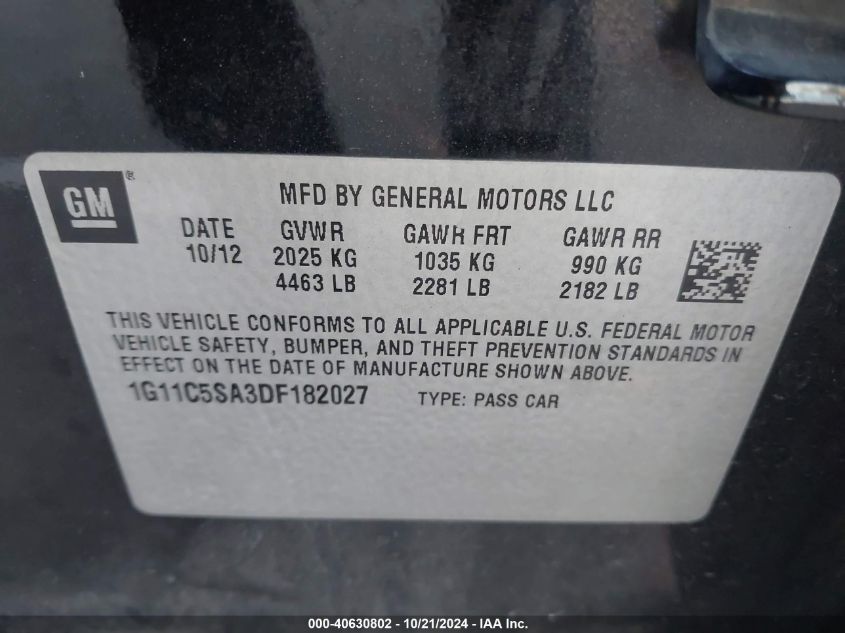 GM®
MFD BY GENERAL MOTORS LLC
DATE GVWR GAWR FRT GAWR RR
10/12 2025 KG 1035 KG 990 KG
4463 LB 2281 LB 2182 LB
THIS VEHICLE CONFORMS TO ALL APPLICABLE U.S. FEDERAL MOTOR
VEHICLE SAFETY, BUMPER, AND THEFT PREVENTION STANDARDS IN
EFFECT ON THE DATE OF MANUFACTURE SHOWN ABOVE.
1G11C5SA3DF182027 TYPE: PASS CAR
000-40630802 - 10/21/2024 - IAA Inc.